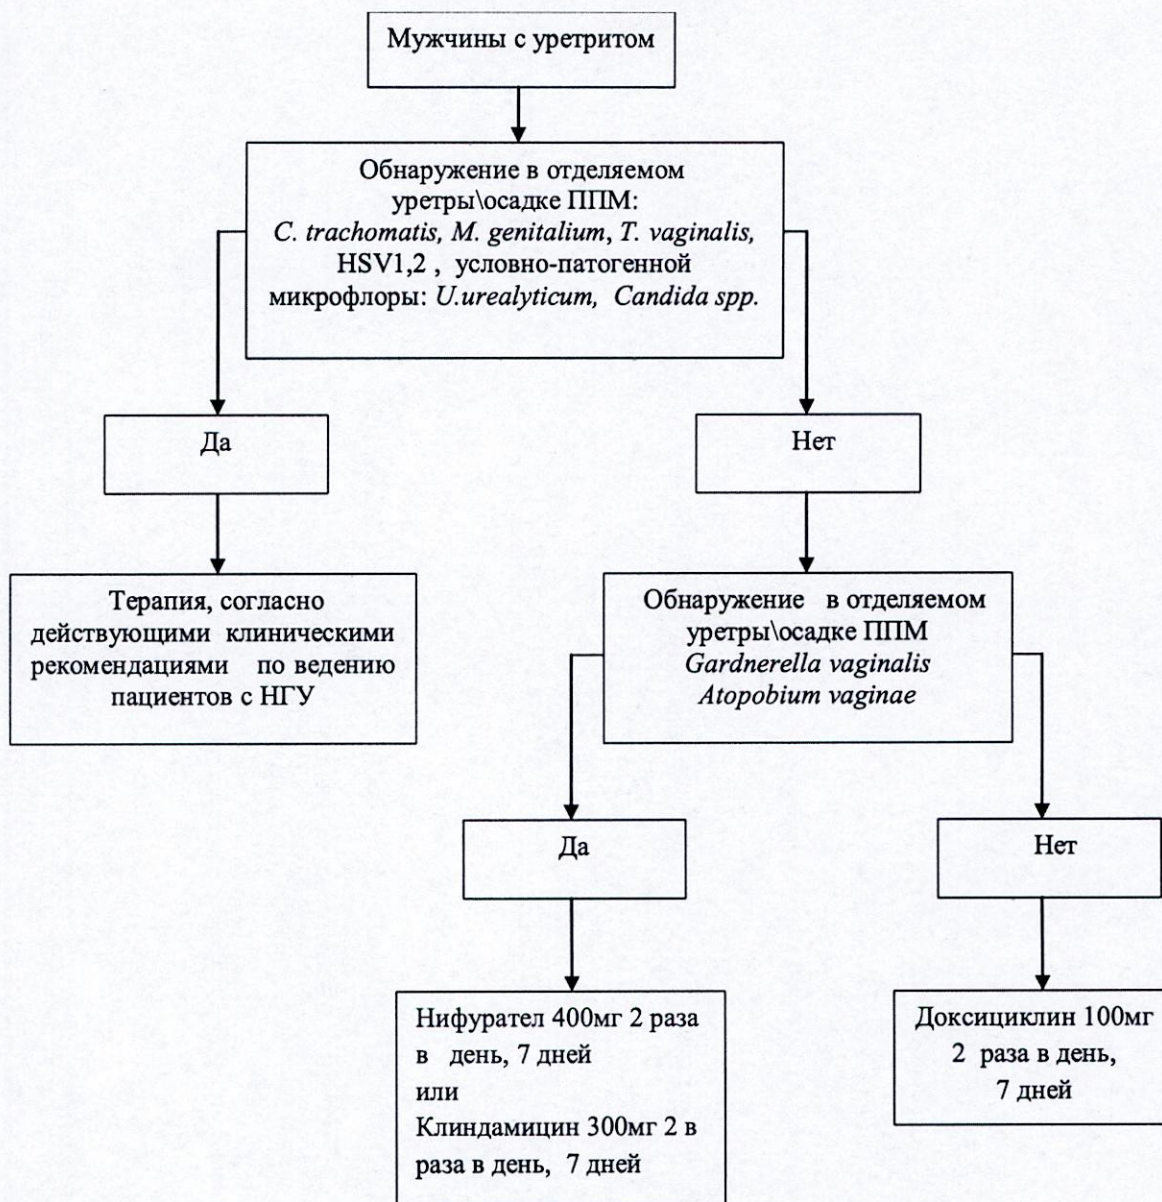 Мужчины с уретритом
Обнаружение в отделяемом
уретры\осадке ППМ:
C. trachomatis, M. genitalium, T. vaginalis,
HSV1,2 , условно-патогенной
микрофлоры: U.urealyticum, Candida spp.
Да
Нет
Терапия, согласно
действующими клиническими
рекомендациями по ведению
пациентов с НГУ
Обнаружение в отделяемом
уретры\осадке ППМ
Gardnerella vaginalis
Atopobium vaginae
Да
Нет
Нифурател 400мг 2 раза
в день, 7 дней
или
Клиндамицин 300мг 2 в
раза в день, 7 дней
Доксициклин 100мг
2 раза в день,
7 дней